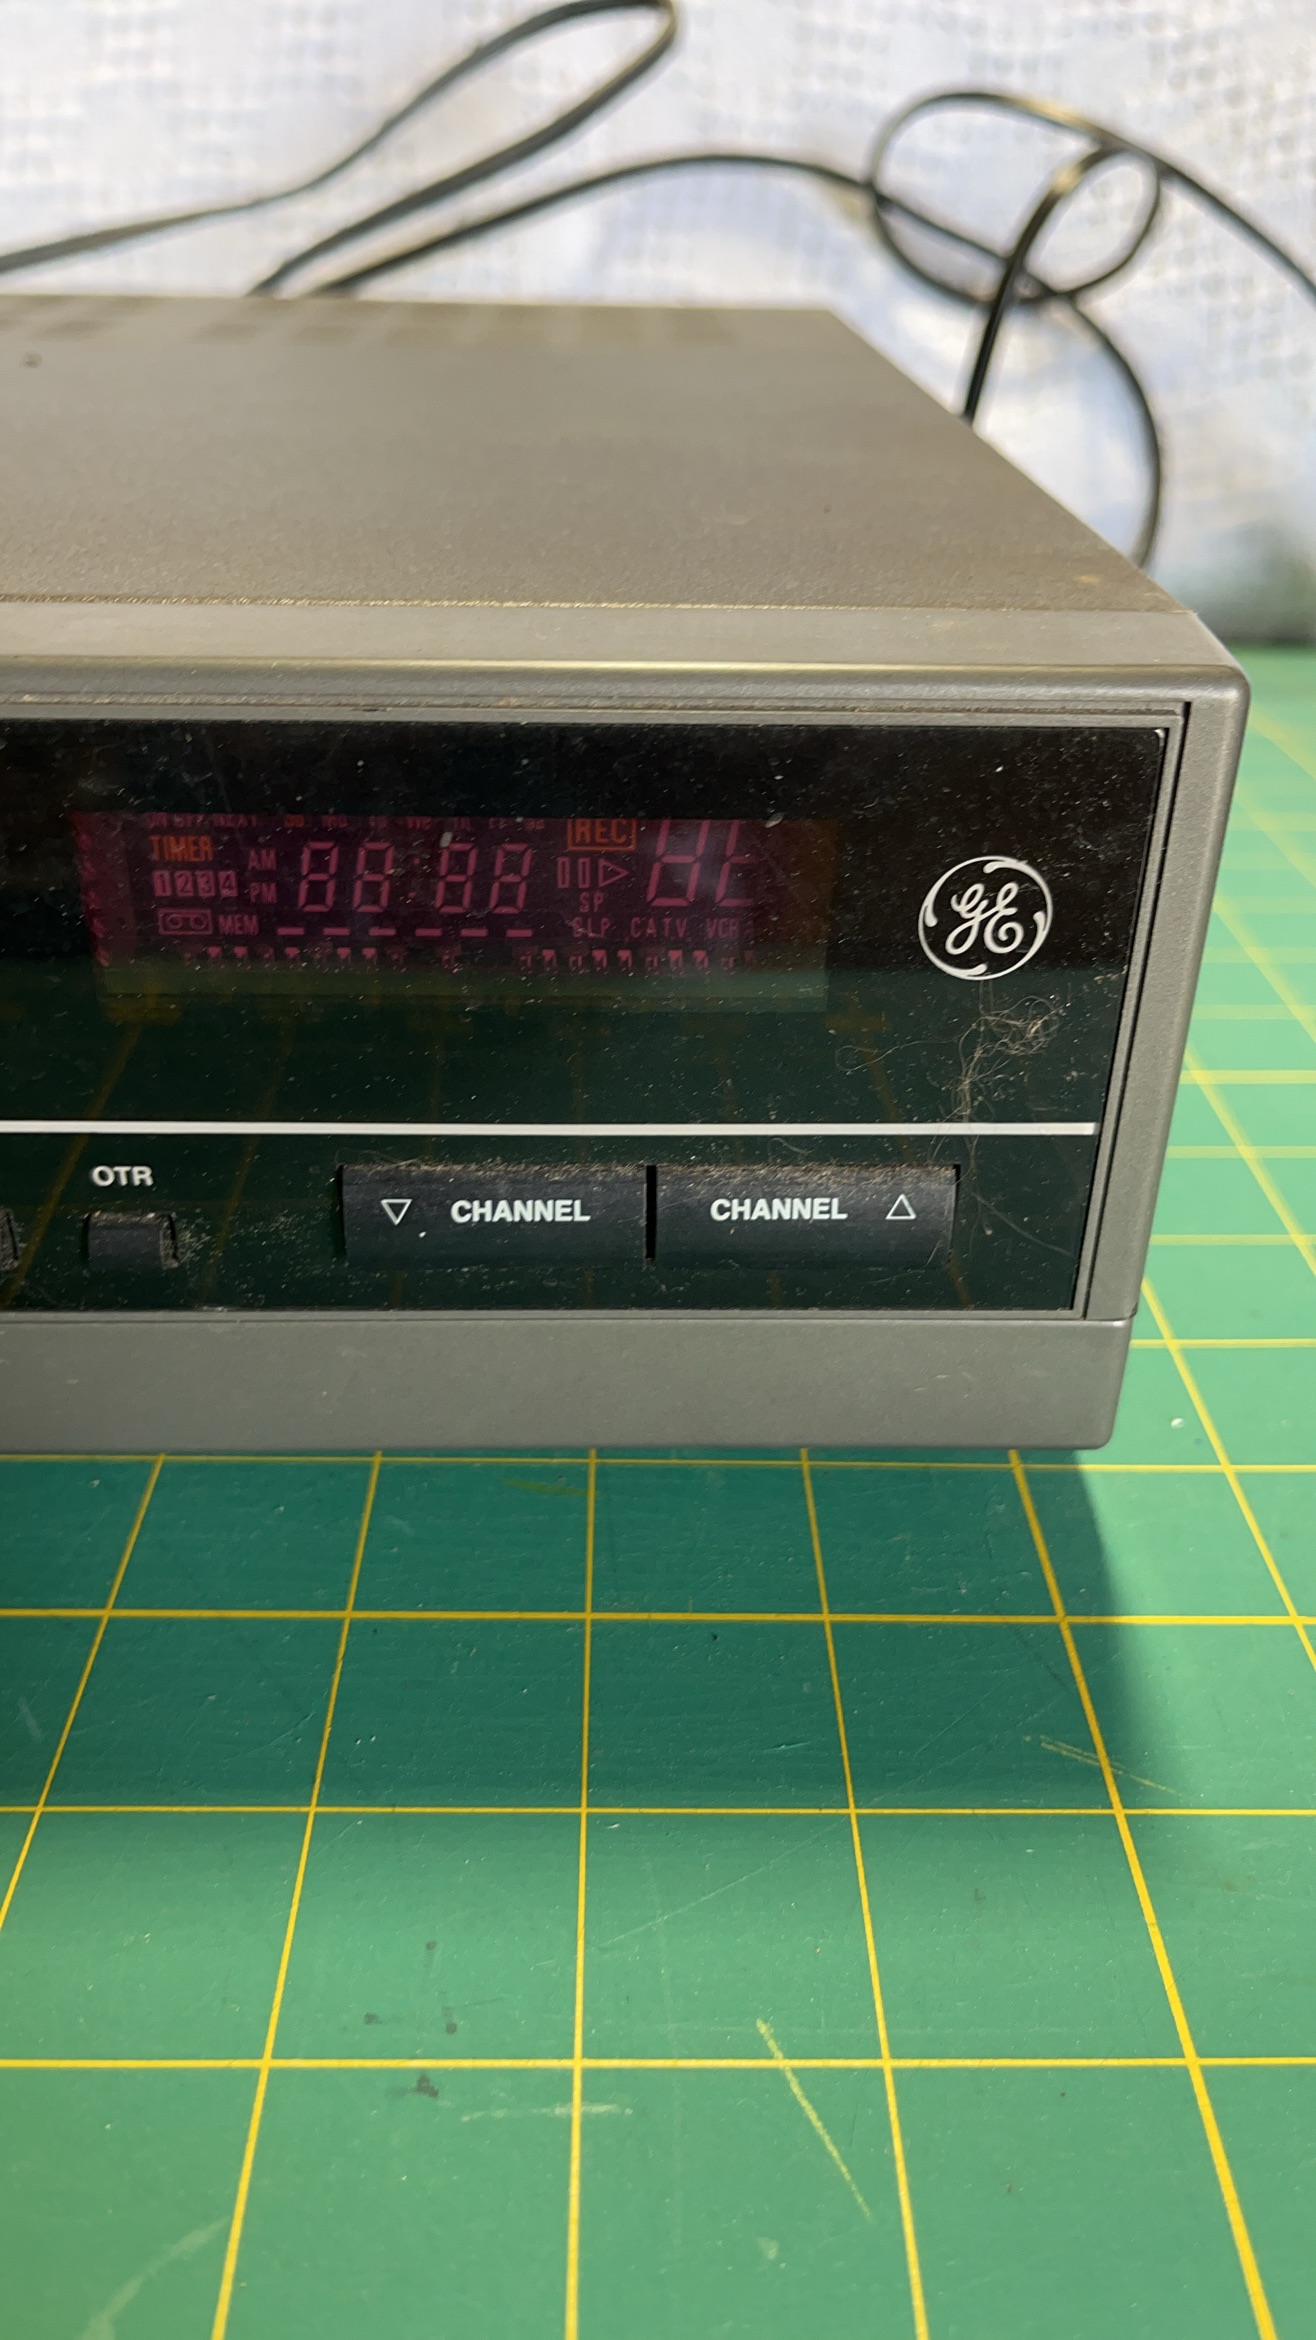 REC
TIMER
AM 88:88
1234 PM
SP
MEM
SLP CATV VCR
GE
OTR
▽ CHANNEL
CHANNEL △